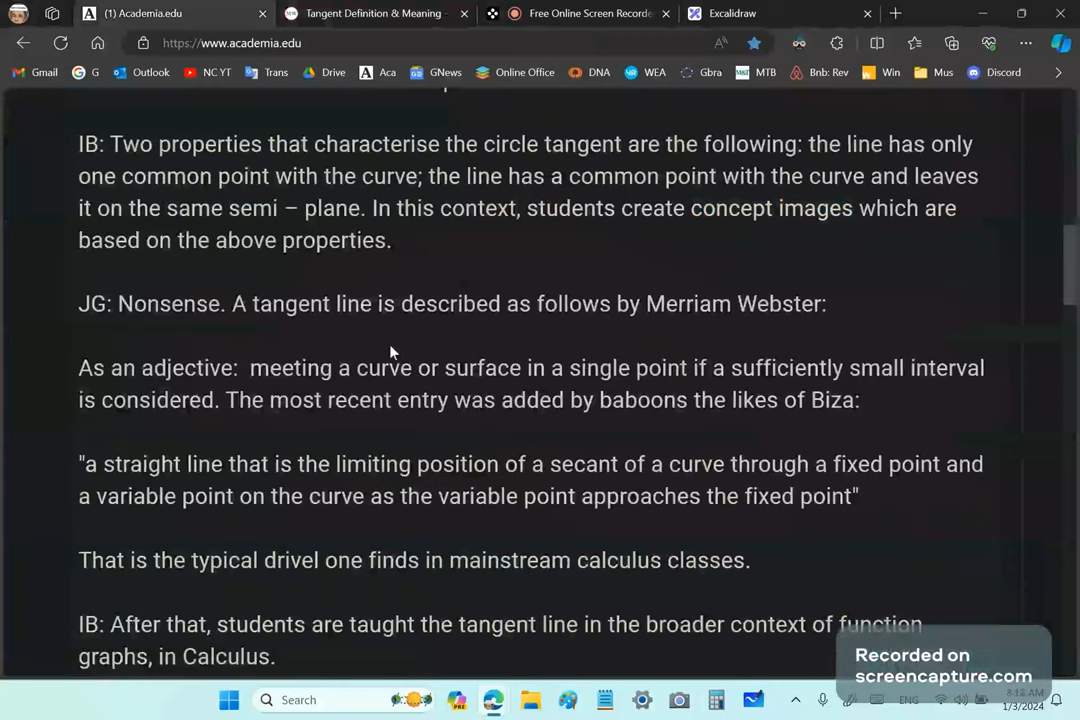 (1) Academia.edu
Tangent Definition & Meaning -
Free Online Screen Recorde
Excalidraw
https://www.academia.edu
Gmail G Outlook NC YT Trans Drive Aca GNews Online Office DNA WEA Gbra MTB Bnb: Rev Win Mus Discord
IB: Two properties that characterise the circle tangent are the following: the line has only
one common point with the curve; the line has a common point with the curve and leaves
it on the same semi – plane. In this context, students create concept images which are
based on the above properties.
JG: Nonsense. A tangent line is described as follows by Merriam Webster:
As an adjective:  meeting a curve or surface in a single point if a sufficiently small interval
is considered. The most recent entry was added by baboons the likes of Biza:
"a straight line that is the limiting position of a secant of a curve through a fixed point and
a variable point on the curve as the variable point approaches the fixed point"
That is the typical drivel one finds in mainstream calculus classes.
IB: After that, students are taught the tangent line in the broader context of function
graphs, in Calculus.
Recorded on
screencapture.com
Search
ENG
8:12 AM
1/3/2024